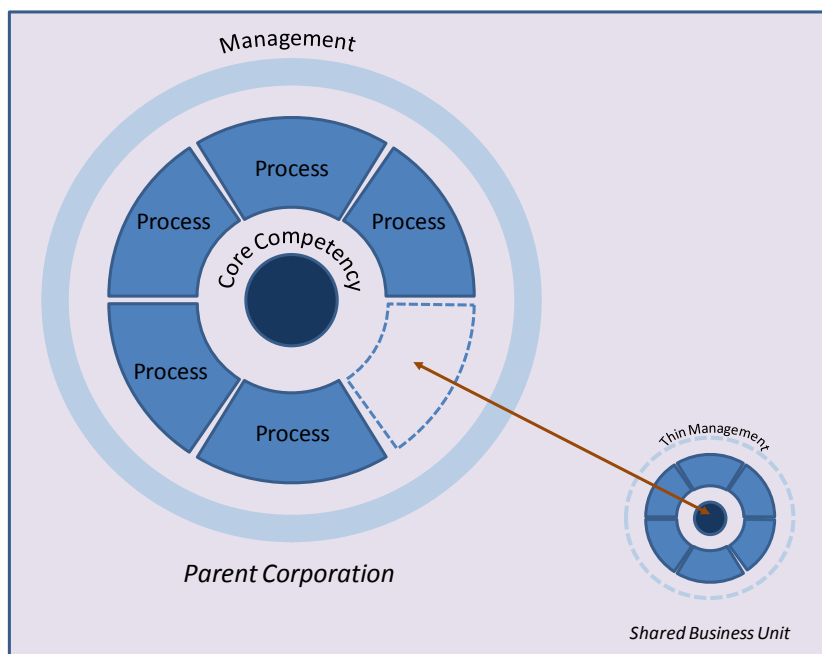 Management
Process
Process
Process
Core Competency
Process
Process
Thin Management
Parent Corporation
Shared Business Unit